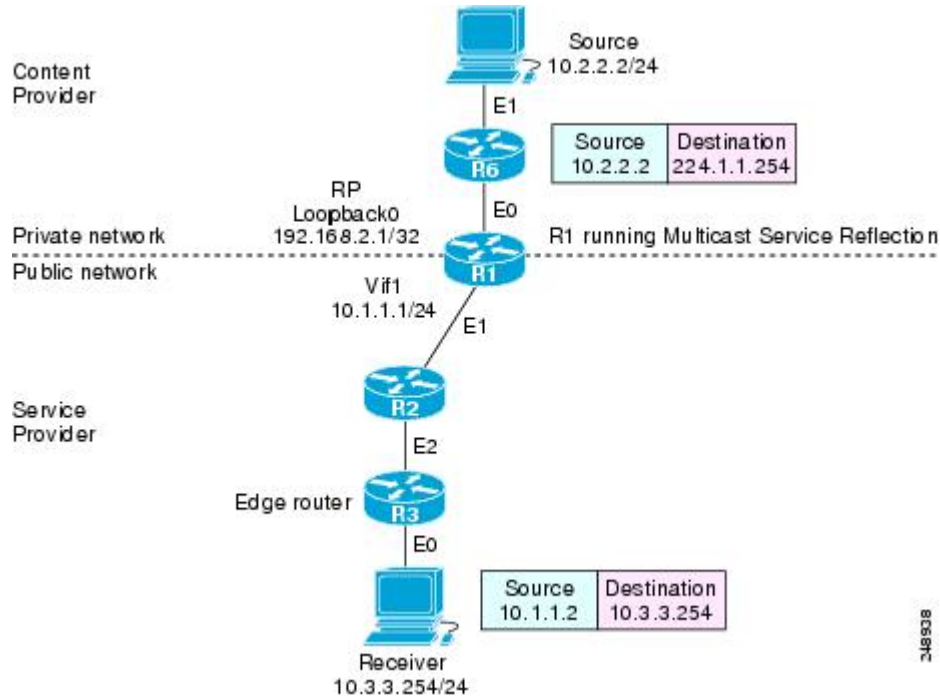 Source
10.2.2.2/24
Content
Provider
E1
Source
10.2.2.2
Destination
224.1.1.254
R6
RP
Loopback0
192.168.2.1/32
E0
Private network
R1 running Multicast Service Reflection
Public network
R1
Vif1
10.1.1.1/24
E1
R2
Service
Provider
E2
Edge router
R3
E0
Source
10.1.1.2
Destination
10.3.3.254
Receiver
10.3.3.254/24
248938